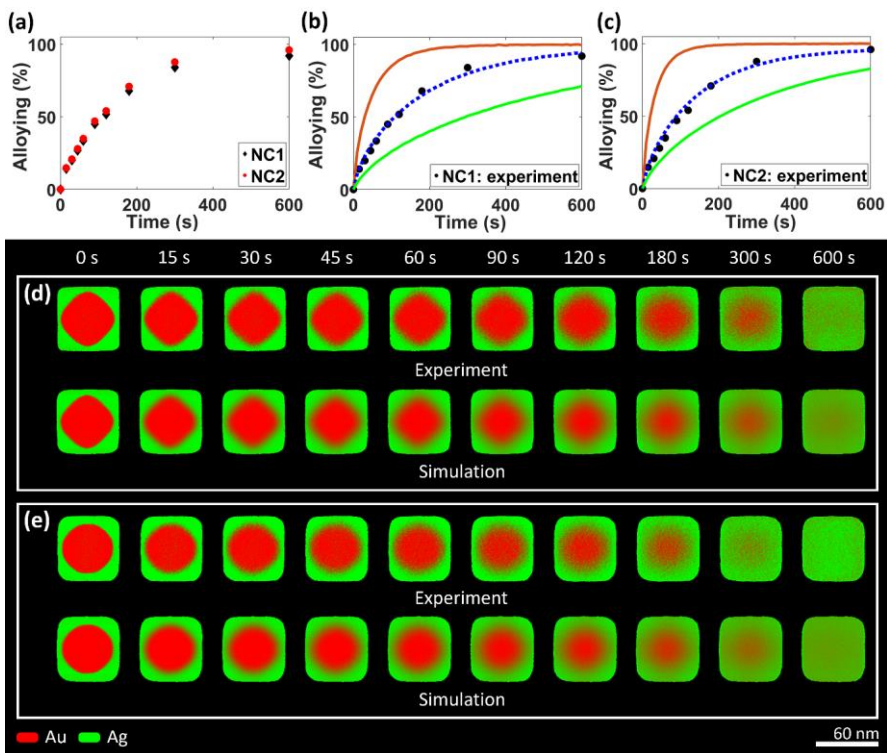 (a)
100
50
0
Alloying (%)
0 200 400 600
Time (s)
NC1
NC2
(b)
100
50
0
Alloying (%)
0 200 400 600
Time (s)
NC1: experiment
(c)
100
50
0
Alloying (%)
0 200 400 600
Time (s)
NC2: experiment
0 s 15 s 30 s 45 s 60 s 90 s 120 s 180 s 300 s 600 s
(d)
Experiment
Simulation
(e)
Experiment
Simulation
Au Ag
60 nm